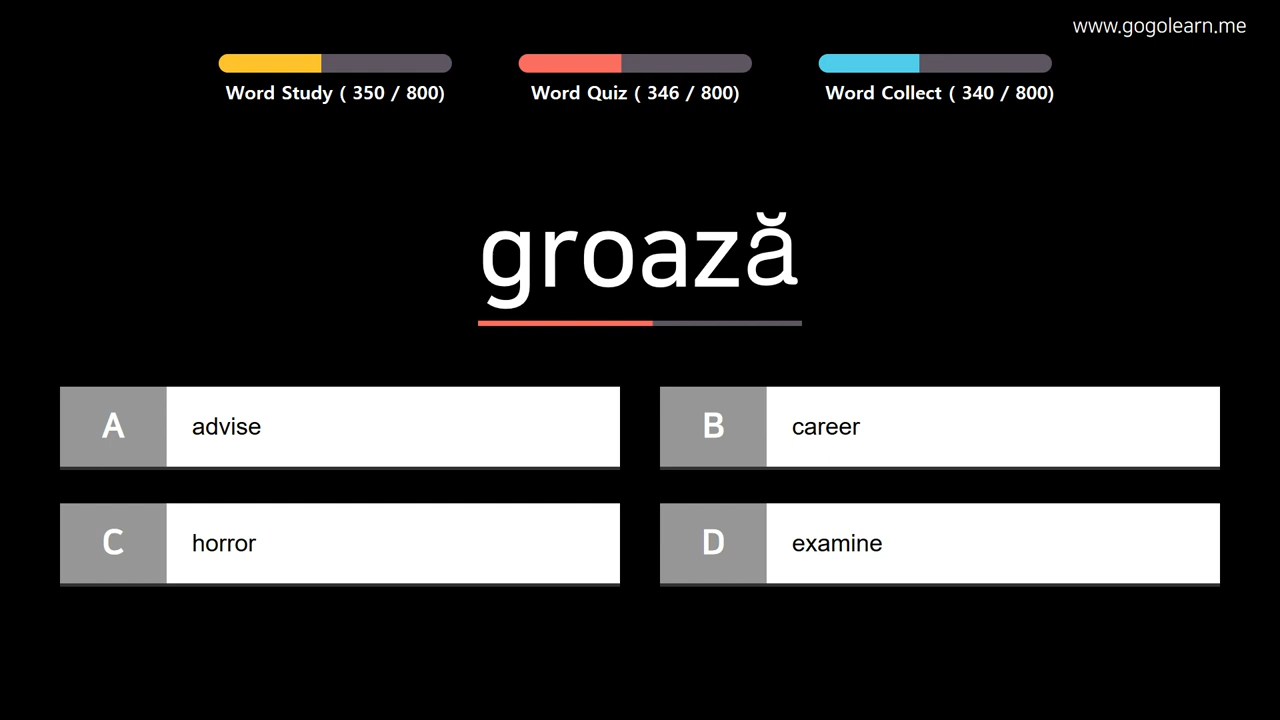 www.gogolearn.me
Word Study ( 350 / 800)
Word Quiz ( 346 / 800)
Word Collect ( 340 / 800)
groază
A advise
B career
C horror
D examine